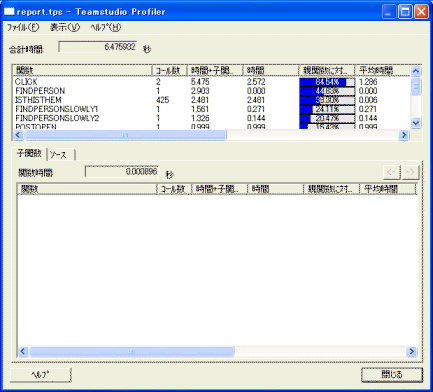 report.tps - Teamstudio Profiler
ファイル(F) 表示(V) ヘルプ(H)
合計時間: 6.475932 秒
関数 コール数 時間+子関.. 時間 親関数に対.. 平均時間
CLICK 2 5.475 2.572 84.54% 1.286
FINDPERSON 1 2.903 0.000 44.83% 0.000
ISTHISTHEM 425 2.481 2.481 38.30% 0.006
FINDPERSONSLOWLY1 1 1.561 0.271 24.11% 0.271
FINDPERSONSLOWLY2 1 1.326 0.144 20.47% 0.144
POSTOPEN 1 0.999 0.999 15.43% 0.999
子関数 ソース
関数時間: 0.000896 秒 <- ->
関数 コール数 時間+子関.. 時間 親関数に対.. 平均時間
ヘルプ 閉じる